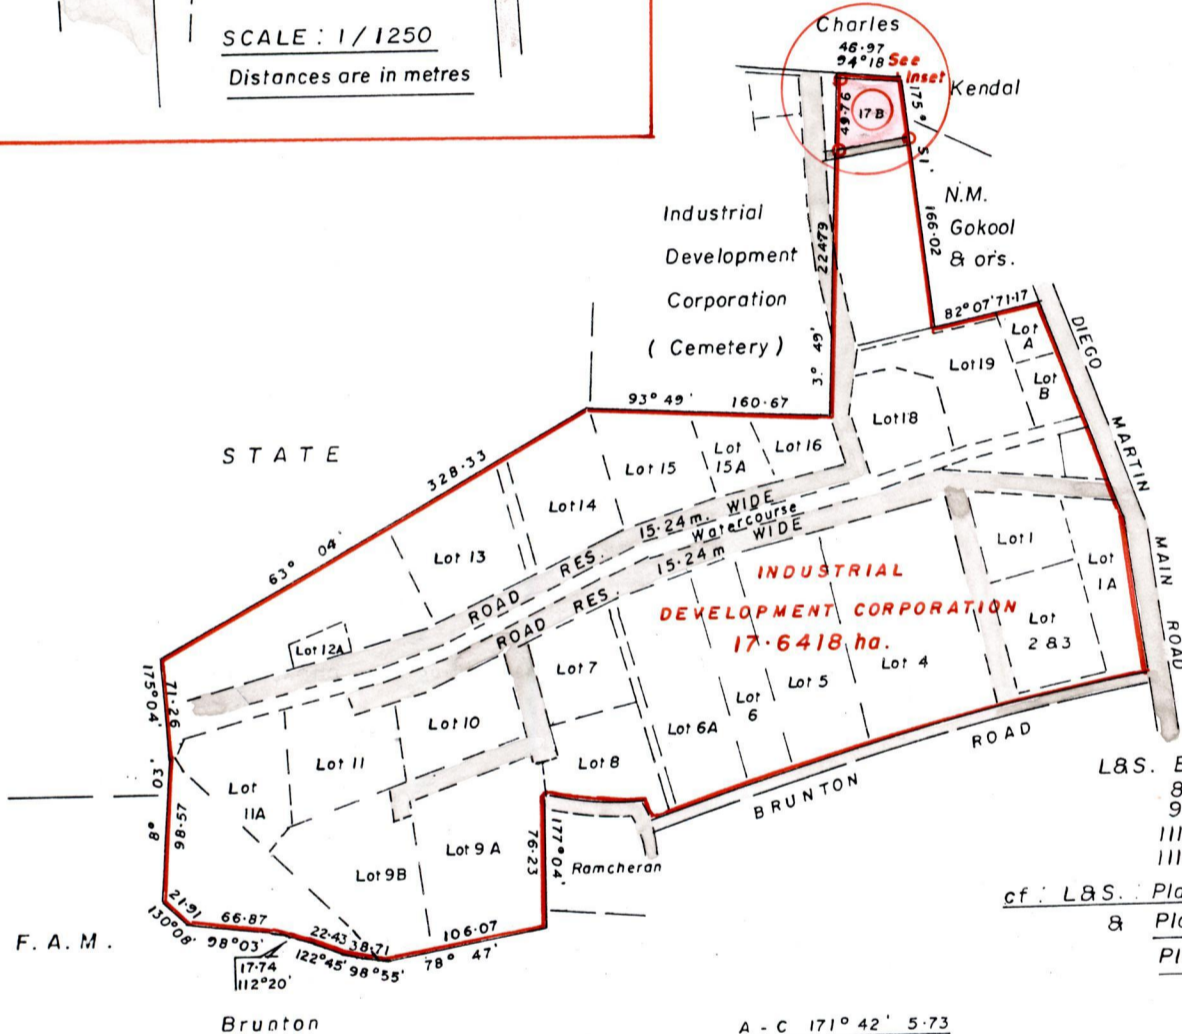 SCALE : 1 / 1250
Distances are in metres
Charles
46·97
94°18
See
inset
Kendal
175°
51'
49·76
17B
N.M.
Gokool
& ors.
166·02
Industrial
Development
Corporation
( Cemetery )
224·79
3° 49'
82° 07' 71·17
DIEGO
MARTIN
MAIN
ROAD
Lot
A
Lot
B
Lot 19
Lot 18
93° 49' 160·67
STATE
328·33
63° 04'
Lot 16
Lot
15A
Lot 15
Lot 14
Lot 13
Lot 12A
15·24 m. WIDE
Watercourse
15·24 m WIDE
ROAD RES.
ROAD RES.
INDUSTRIAL
DEVELOPMENT CORPORATION
17·6418 ha.
Lot 1
Lot
1A
Lot
2 & 3
Lot 4
Lot 5
Lot
6
Lot 6A
Lot 7
Lot 8
Lot 10
Lot 11
Lot
11A
Lot 9B
Lot 9A
71·26
175°04'
8° 03'
98·57
21·91
130°08'
66·87
98°03'
17·74
112°20'
22·43
122°45'
38·71
98°55'
106·07
78° 47'
76·23
177°04'
Ramcheran
BRUNTON ROAD
F. A. M.
Brunton
L&S.
8
9
111
111
cf : L&S. :
&
A - C 171° 42' 5·73